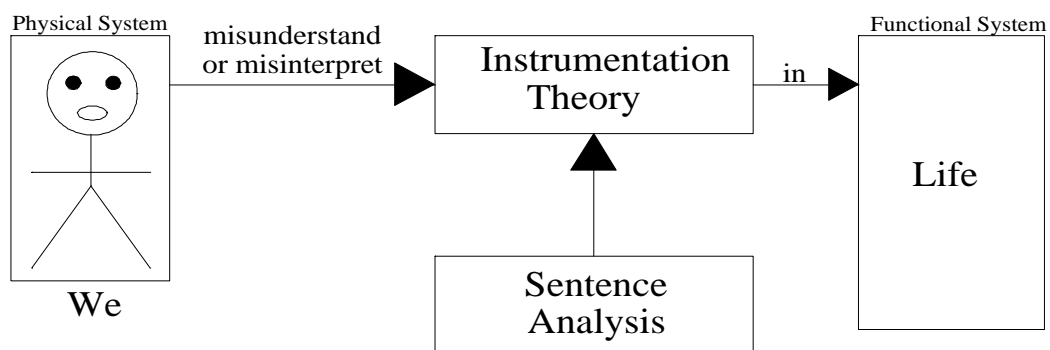 Physical System
Functional System
misunderstand
or misinterpret
Instrumentation
Theory
in
Life
We
Sentence
Analysis